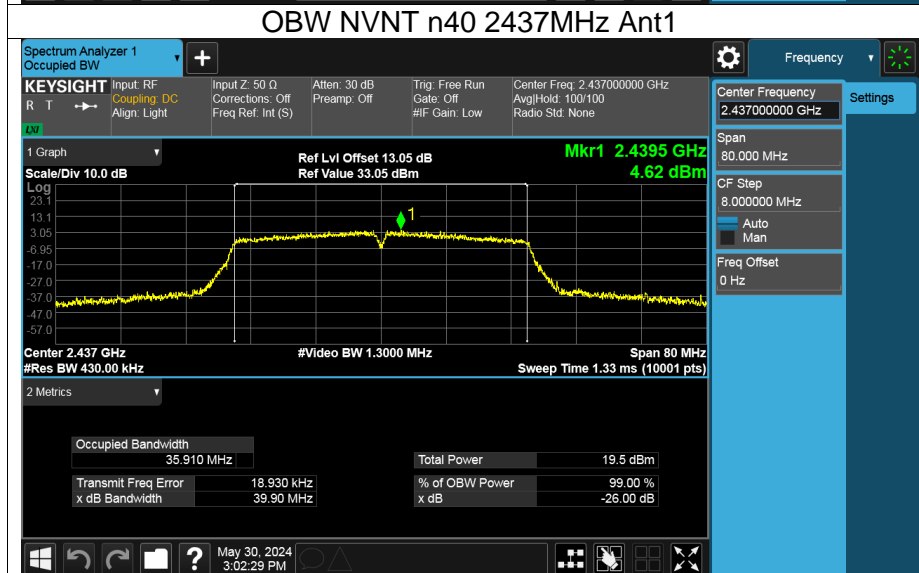 OBW NVNT n40 2437MHz Ant1
Spectrum Analyzer 1
Occupied BW
+
Frequency
KEYSIGHT
R T
LXI
Input: RF
Coupling: DC
Align: Light
Input Z: 50 Ω
Corrections: Off
Freq Ref: Int (S)
Atten: 30 dB
Preamp: Off
Trig: Free Run
Gate: Off
#IF Gain: Low
Center Freq: 2.437000000 GHz
Avg|Hold: 100/100
Radio Std: None
Center Frequency
2.437000000 GHz
Settings
Span
80.000 MHz
CF Step
8.000000 MHz
Auto
Man
Freq Offset
0 Hz
1 Graph
Scale/Div 10.0 dB
Ref Lvl Offset 13.05 dB
Ref Value 33.05 dBm
Mkr1 2.4395 GHz
4.62 dBm
Log
23.1
13.1
3.05
-6.95
-17.0
-27.0
-37.0
-47.0
-57.0
1
Center 2.437 GHz
#Video BW 1.3000 MHz
Span 80 MHz
#Res BW 430.00 kHz
Sweep Time 1.33 ms (10001 pts)
2 Metrics
Occupied Bandwidth
35.910 MHz
Total Power 19.5 dBm
Transmit Freq Error 18.930 kHz
% of OBW Power 99.00 %
x dB Bandwidth 39.90 MHz
x dB -26.00 dB
?
May 30, 2024
3:02:29 PM